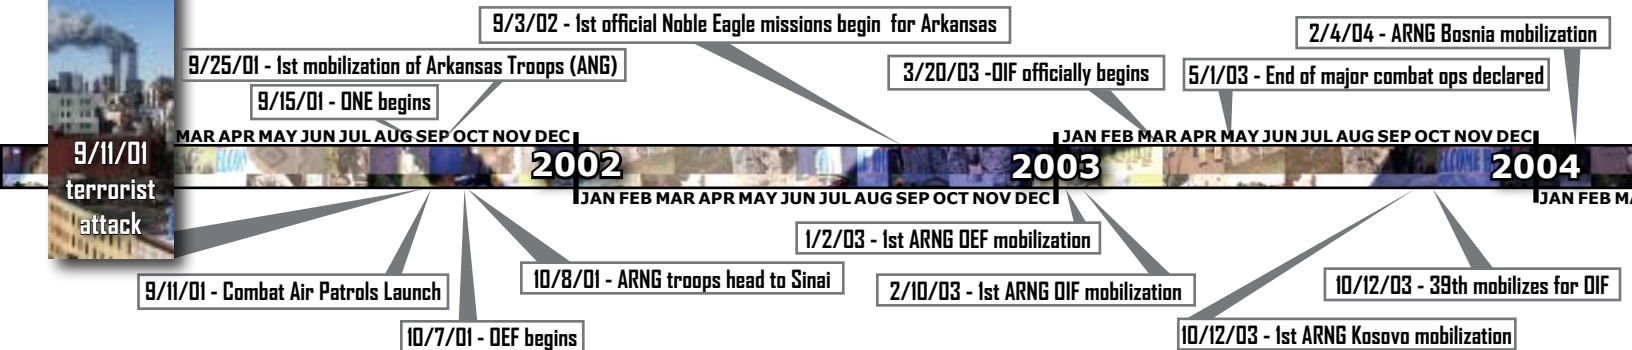 9/3/02 - 1st official Noble Eagle missions begin for Arkansas
2/4/04 - ARNG Bosnia mobilization
9/25/01 - 1st mobilization of Arkansas Troops (ANG)
3/20/03 -OIF officially begins
5/1/03 - End of major combat ops declared
9/15/01 - ONE begins
MAR APR MAY JUN JUL AUG SEP OCT NOV DEC
JAN FEB MAR APR MAY JUN JUL AUG SEP OCT NOV DEC
9/11/01
terrorist
attack
2002
2003
2004
JAN FEB MAR APR MAY JUN JUL AUG SEP OCT NOV DEC
JAN FEB MA
1/2/03 - 1st ARNG OEF mobilization
9/11/01 - Combat Air Patrols Launch
10/8/01 - ARNG troops head to Sinai
2/10/03 - 1st ARNG OIF mobilization
10/12/03 - 39th mobilizes for OIF
10/7/01 - OEF begins
10/12/03 - 1st ARNG Kosovo mobilization